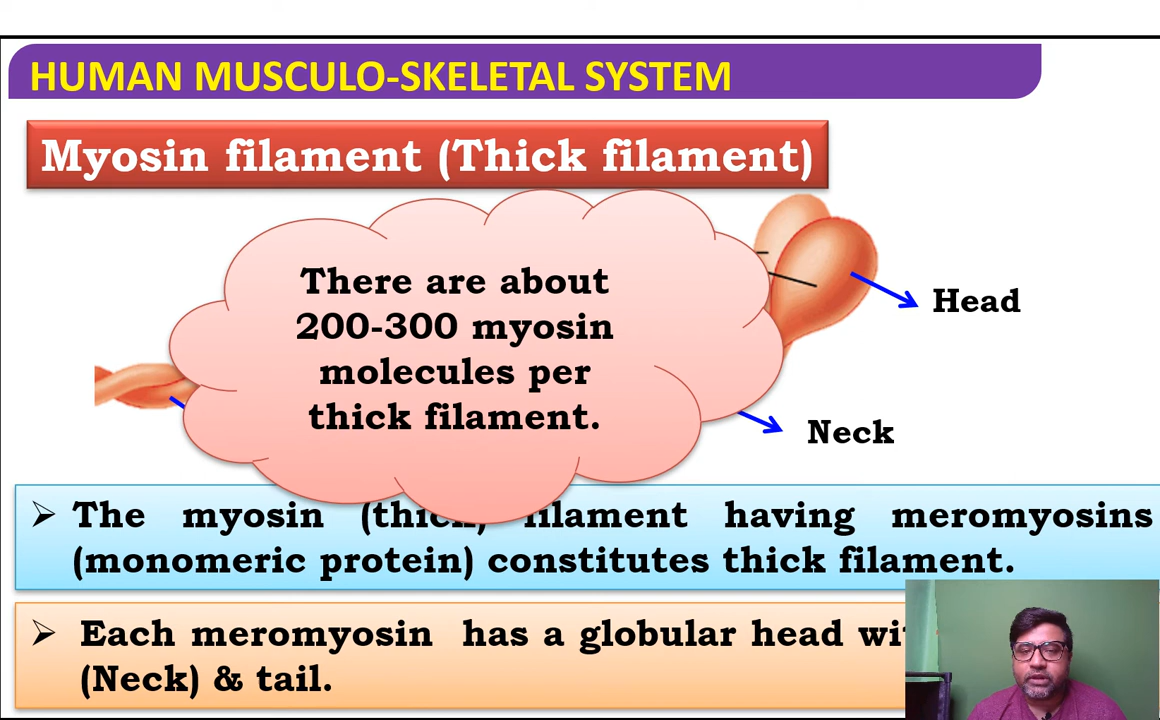 HUMAN MUSCULO-SKELETAL SYSTEM
Myosin filament (Thick filament)
There are about
200-300 myosin
molecules per
thick filament.
Head
Neck
➢ The myosin (thick) filament having meromyosins
(monomeric protein) constitutes thick filament.
➢ Each meromyosin has a globular head
(Neck) & tail.